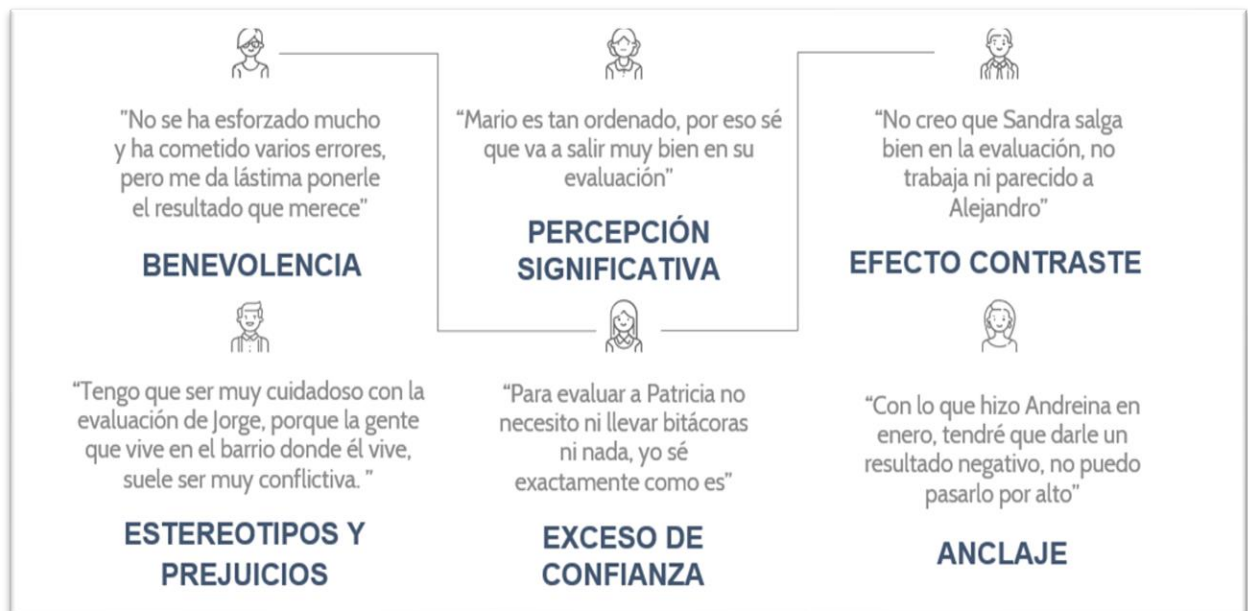 "No se ha esforzado mucho
y ha cometido varios errores,
pero me da lástima ponerle
el resultado que merece"
BENEVOLENCIA
“Mario es tan ordenado, por eso sé
que va a salir muy bien en su
evaluación”
PERCEPCIÓN
SIGNIFICATIVA
“No creo que Sandra salga
bien en la evaluación, no
trabaja ni parecido a
Alejandro”
EFECTO CONTRASTE
“Tengo que ser muy cuidadoso con la
evaluación de Jorge, porque la gente
que vive en el barrio donde él vive,
suele ser muy conflictiva. ”
ESTEREOTIPOS Y
PREJUICIOS
“Para evaluar a Patricia no
necesito ni llevar bitácoras
ni nada, yo sé
exactamente como es”
EXCESO DE
CONFIANZA
“Con lo que hizo Andreina en
enero, tendré que darle un
resultado negativo, no puedo
pasarlo por alto”
ANCLAJE